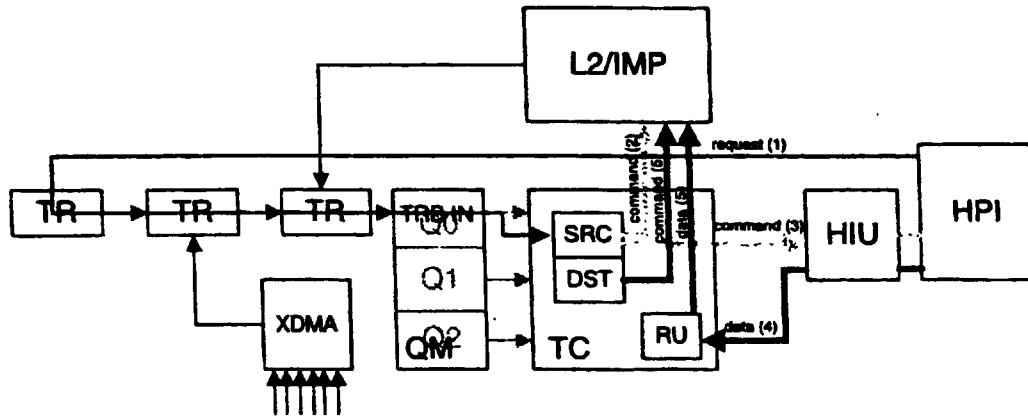 L2/IMP
request (1)
command (2)
command (5)
data (5)
TR
TR
TR
TRB IN
Q0
Q1
Q2
QM
SRC
DST
RU
TC
command (3)
HIU
HPI
data (4)
XDMA